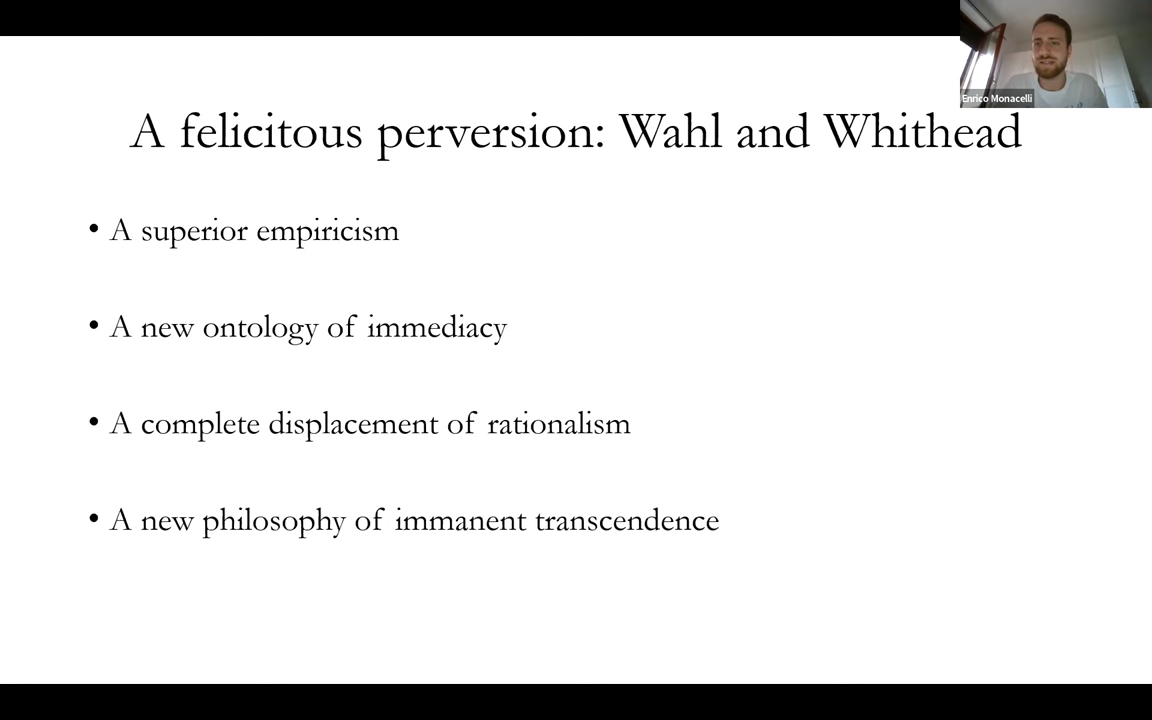 Enrico Monacelli
A felicitous perversion: Wahl and Whithead
• A superior empiricism
• A new ontology of immediacy
• A complete displacement of rationalism
• A new philosophy of immanent transcendence